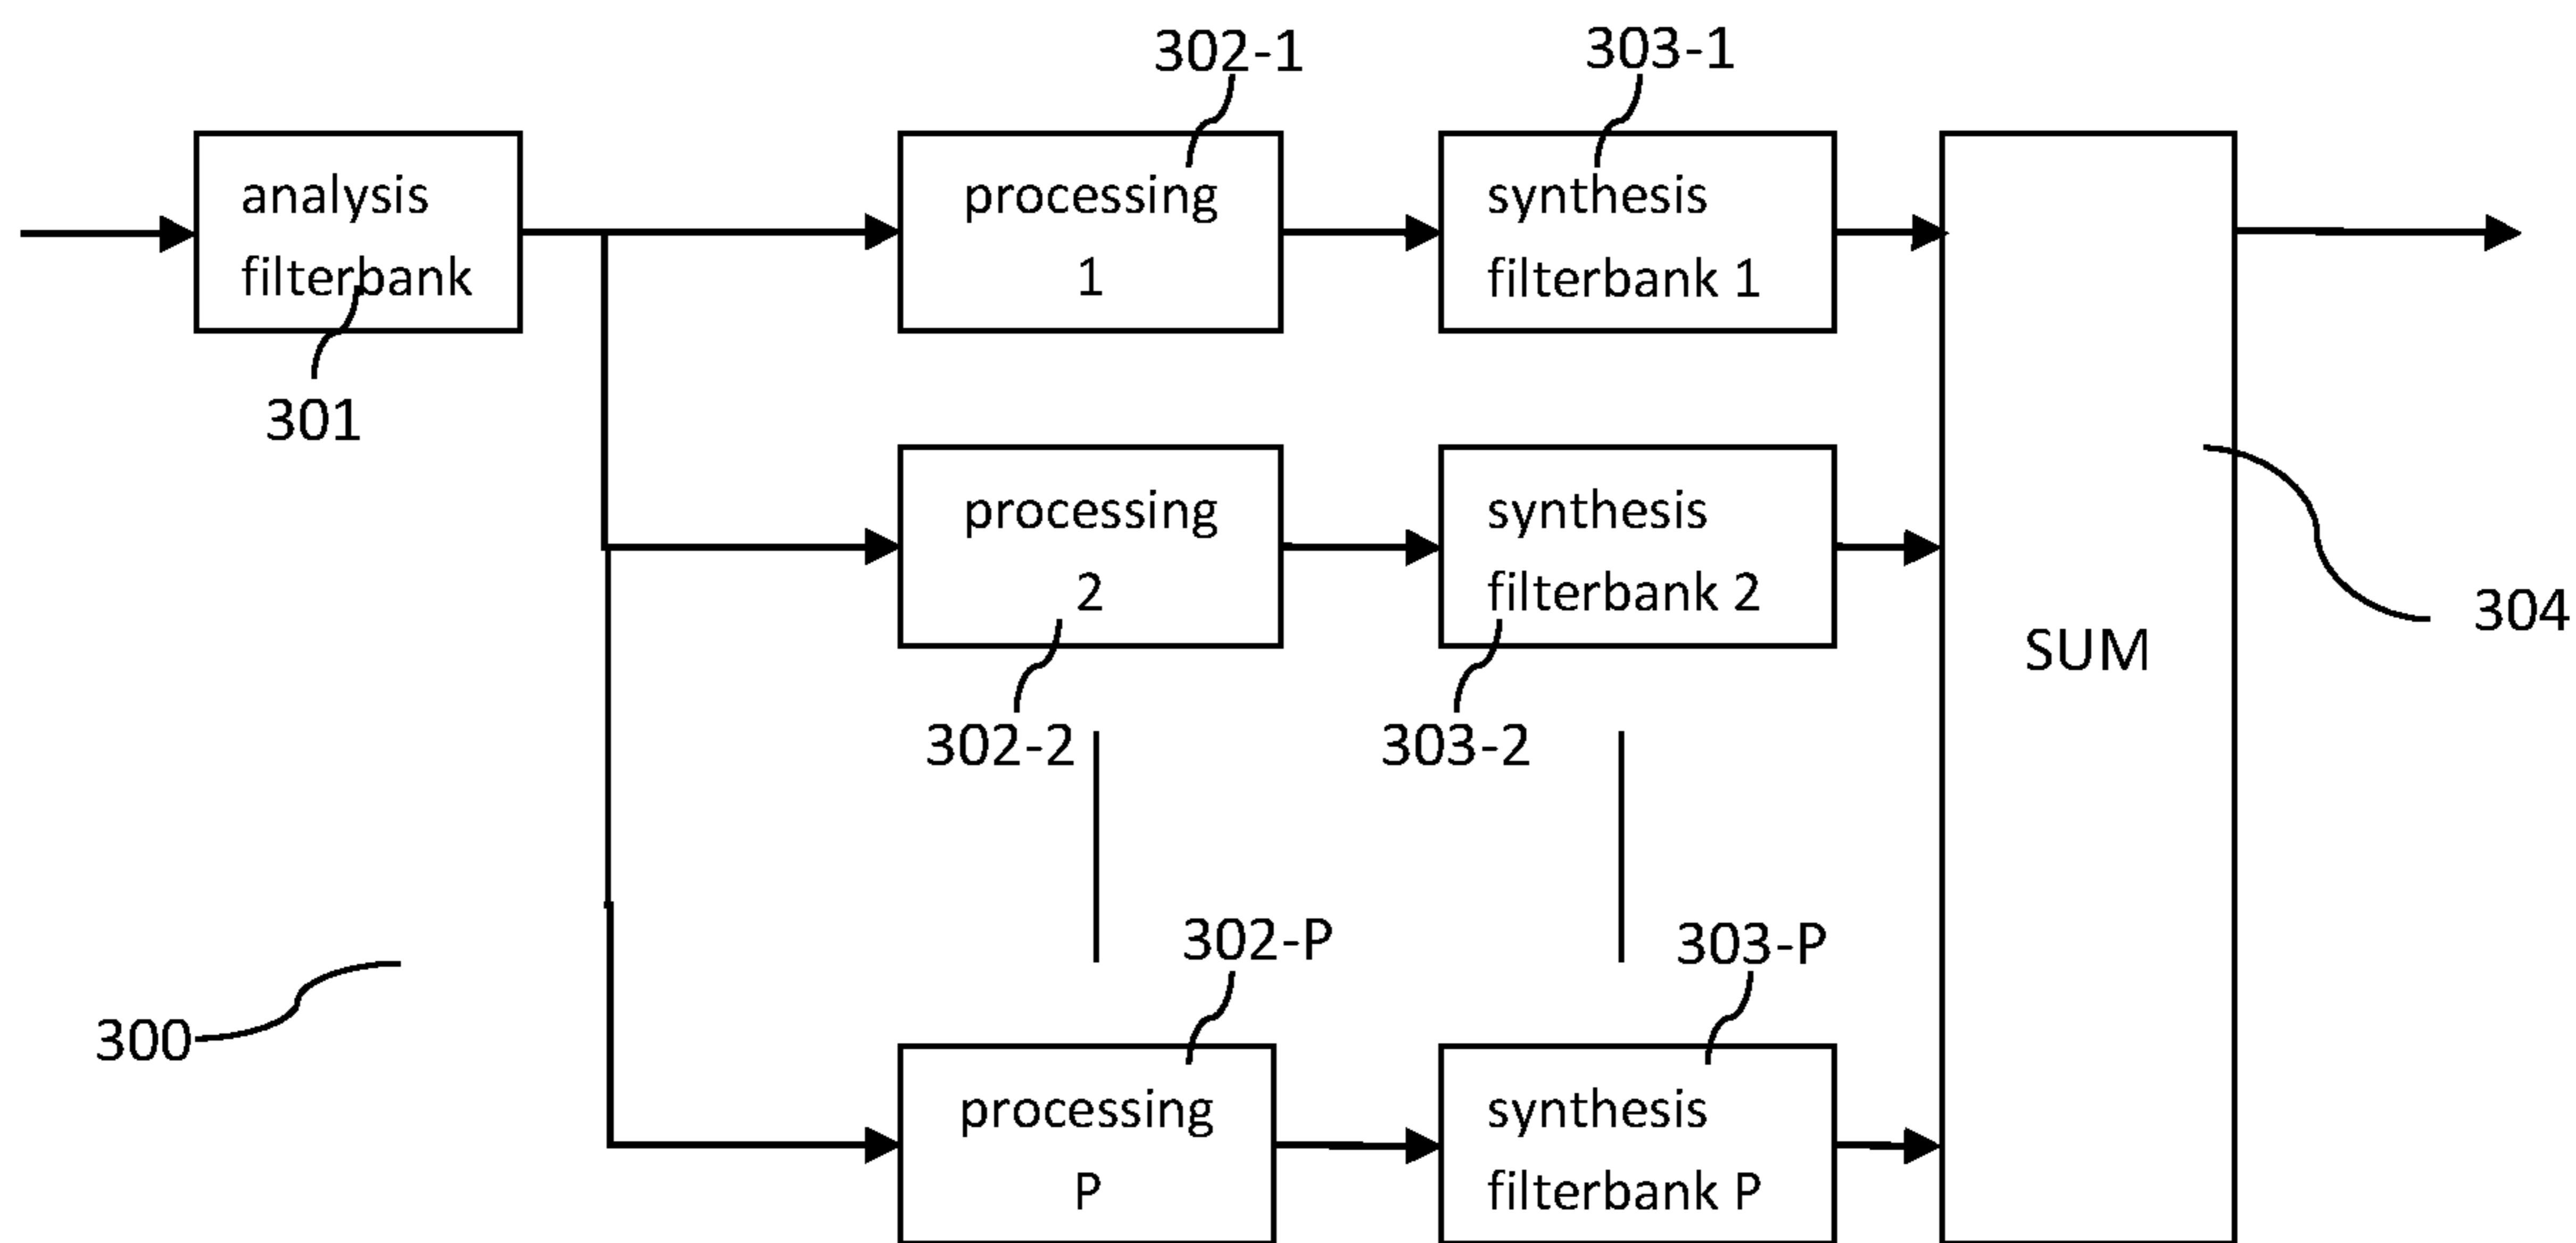 302-1
303-1
analysis
filterbank
processing
1
synthesis
filterbank 1
301
processing
2
synthesis
filterbank 2
SUM
304
302-2
303-2
302-P
303-P
300
processing
P
synthesis
filterbank P